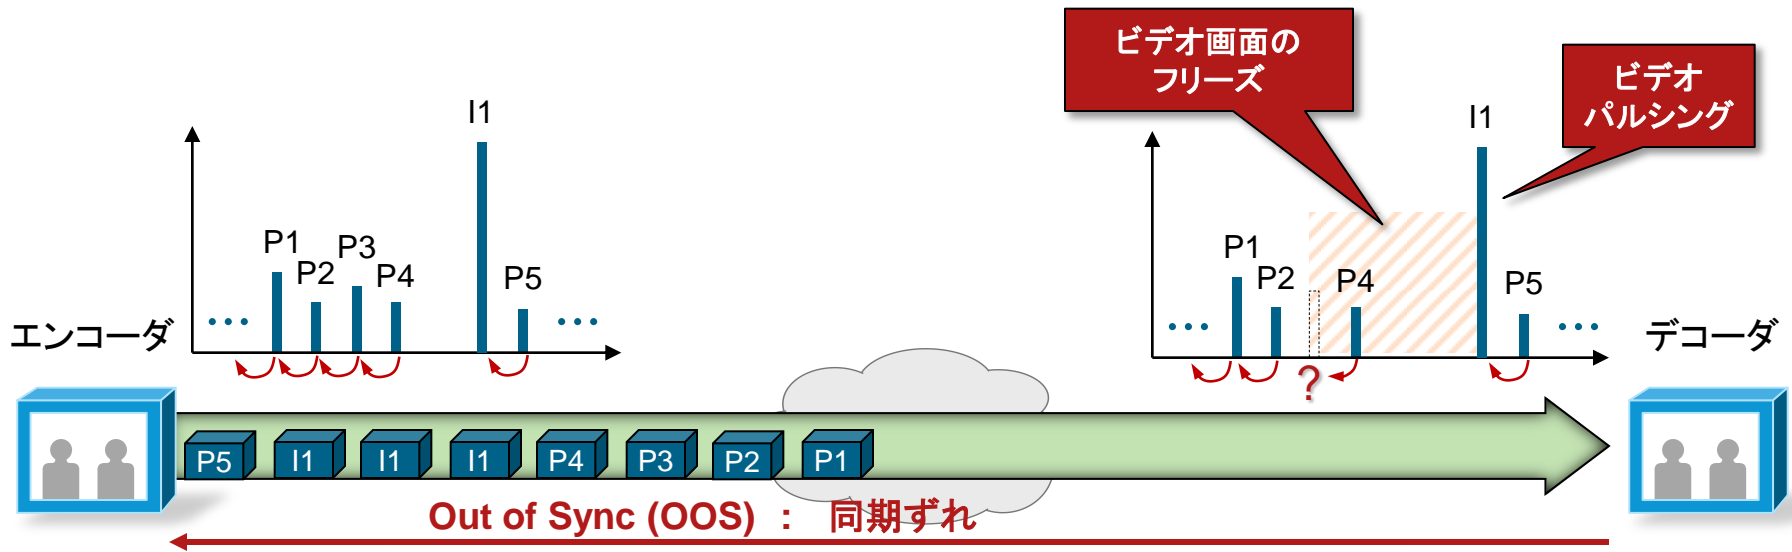 ビデオ画面の
フリーズ
ビデオ
パルシング
I1
P1
P2
P3
P4
P5
...
...
エンコーダ
I1
P1
P2
P4
P5
...
...
?
デコーダ
P5
I1
I1
I1
P4
P3
P2
P1
Out of Sync (OOS) : 同期ずれ